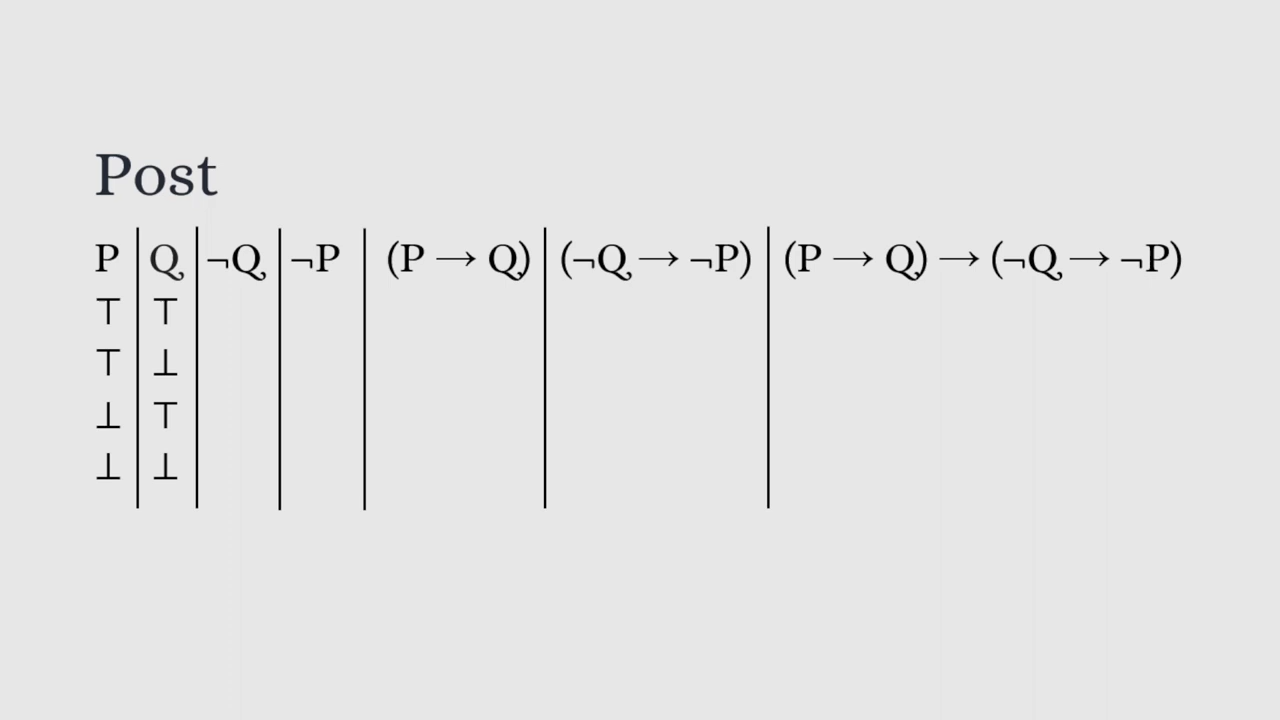 Post
P Q ¬Q ¬P (P → Q) (¬Q → ¬P) (P → Q) → (¬Q → ¬P)
⊤ ⊤
⊤ ⊥
⊥ ⊤
⊥ ⊥